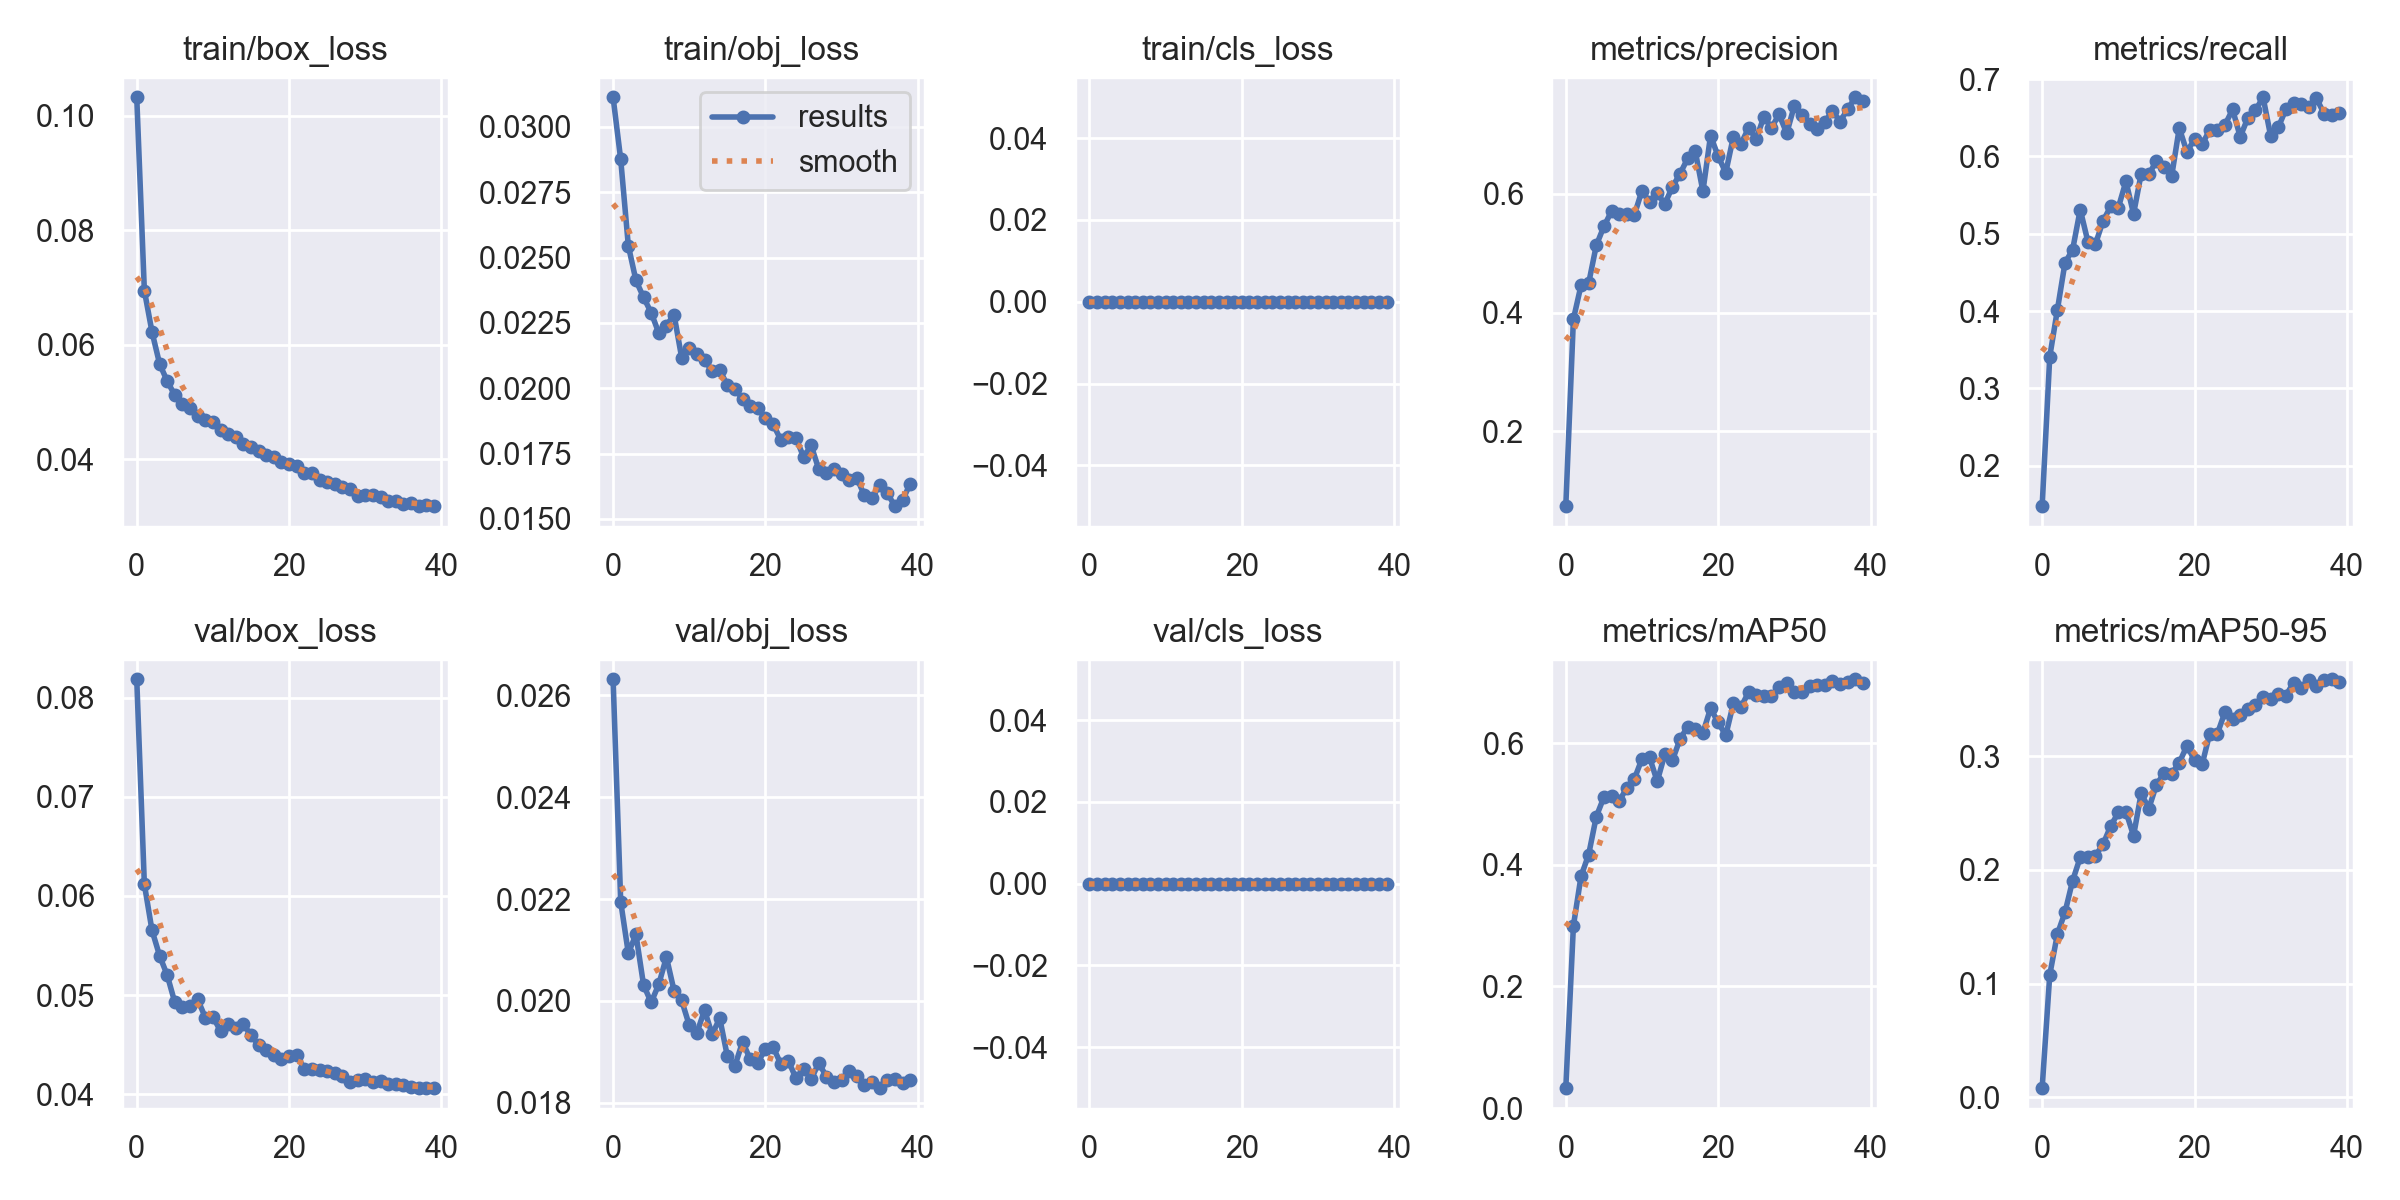 train/box_loss
0.10
0.08
0.06
0.04
0 20 40
train/obj_loss
results
smooth
0.0300
0.0275
0.0250
0.0225
0.0200
0.0175
0.0150
0 20 40
train/cls_loss
0.04
0.02
0.00
−0.02
−0.04
0 20 40
metrics/precision
0.6
0.4
0.2
0 20 40
metrics/recall
0.7
0.6
0.5
0.4
0.3
0.2
0 20 40
val/box_loss
0.08
0.07
0.06
0.05
0.04
0 20 40
val/obj_loss
0.026
0.024
0.022
0.020
0.018
0 20 40
val/cls_loss
0.04
0.02
0.00
−0.02
−0.04
0 20 40
metrics/mAP50
0.6
0.4
0.2
0.0
0 20 40
metrics/mAP50-95
0.3
0.2
0.1
0.0
0 20 40